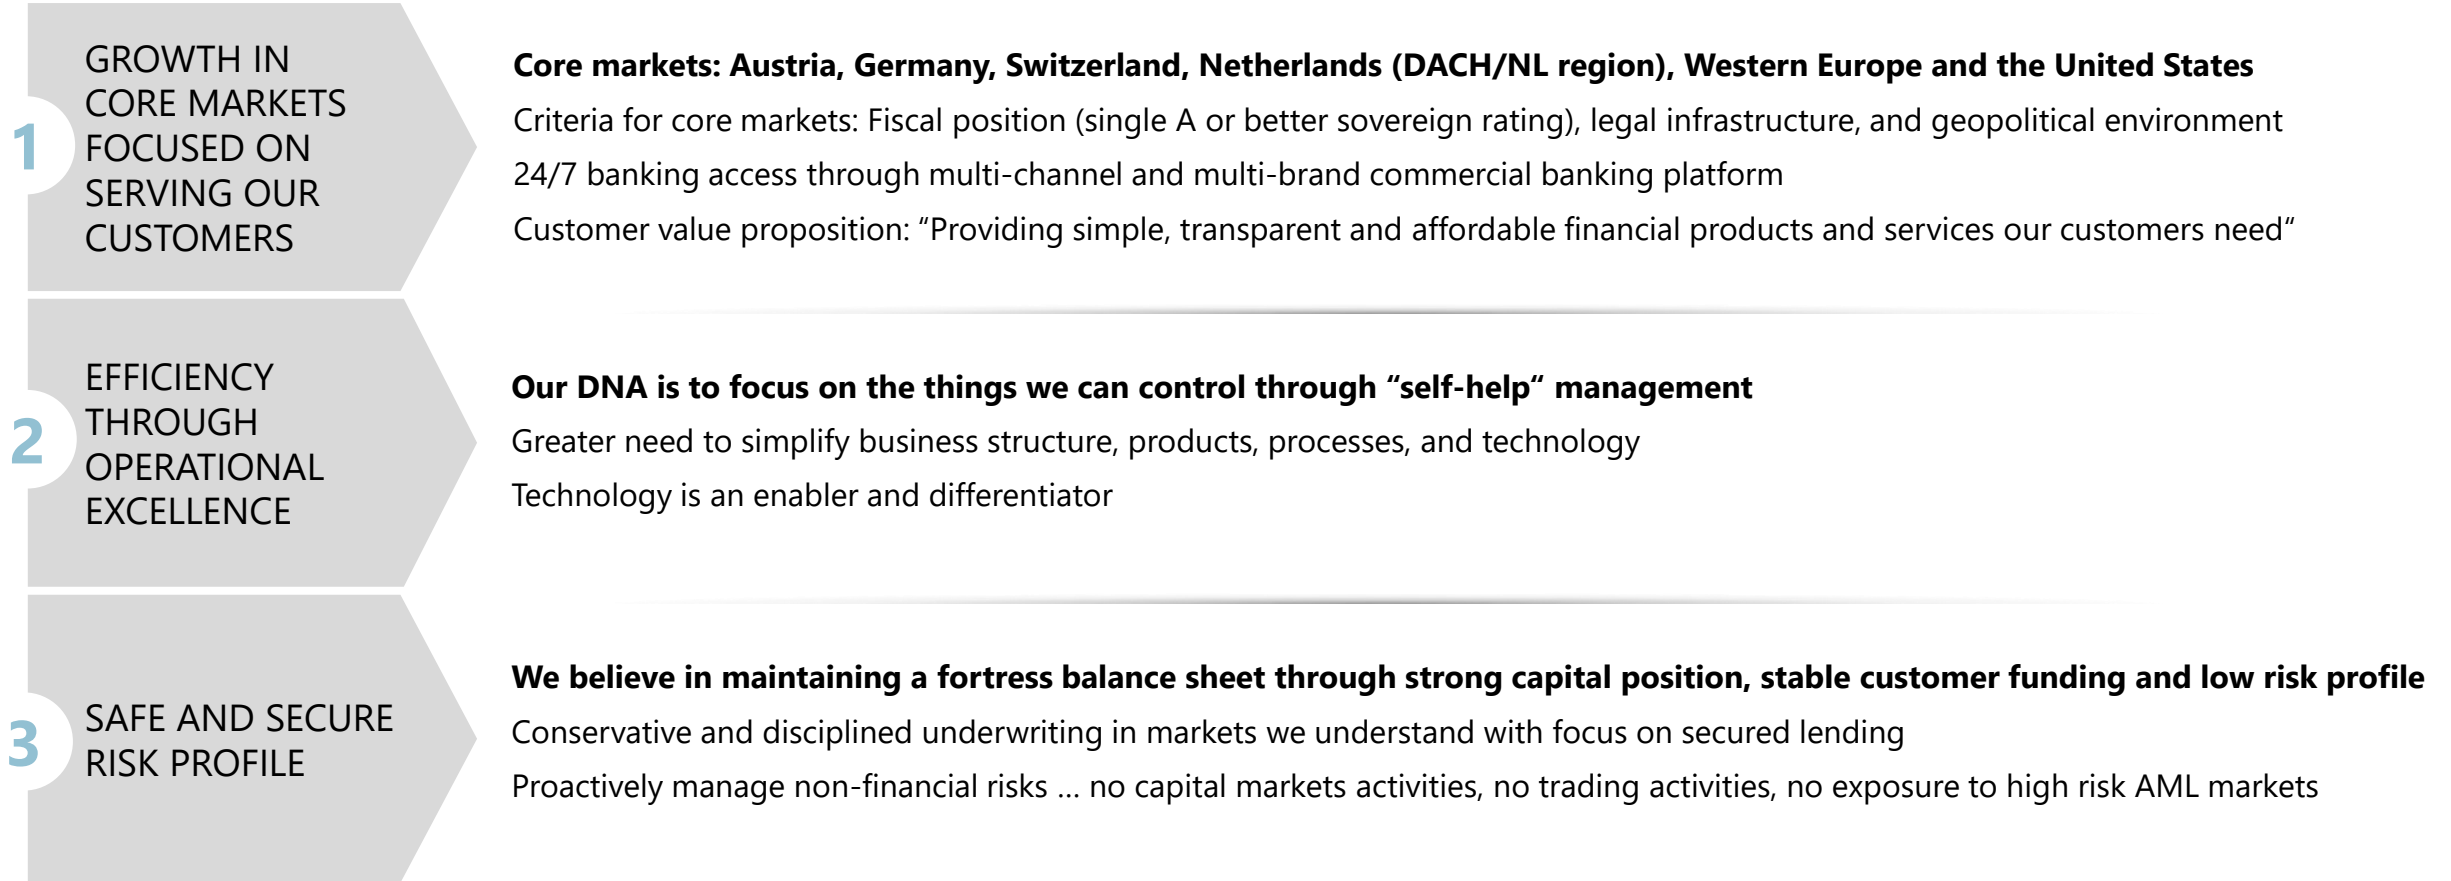 1
GROWTH IN
CORE MARKETS
FOCUSED ON
SERVING OUR
CUSTOMERS
Core markets: Austria, Germany, Switzerland, Netherlands (DACH/NL region), Western Europe and the United States
Criteria for core markets: Fiscal position (single A or better sovereign rating), legal infrastructure, and geopolitical environment
24/7 banking access through multi-channel and multi-brand commercial banking platform
Customer value proposition: “Providing simple, transparent and affordable financial products and services our customers need“
2
EFFICIENCY
THROUGH
OPERATIONAL
EXCELLENCE
Our DNA is to focus on the things we can control through “self-help“ management
Greater need to simplify business structure, products, processes, and technology
Technology is an enabler and differentiator
3
SAFE AND SECURE
RISK PROFILE
We believe in maintaining a fortress balance sheet through strong capital position, stable customer funding and low risk profile
Conservative and disciplined underwriting in markets we understand with focus on secured lending
Proactively manage non-financial risks … no capital markets activities, no trading activities, no exposure to high risk AML markets